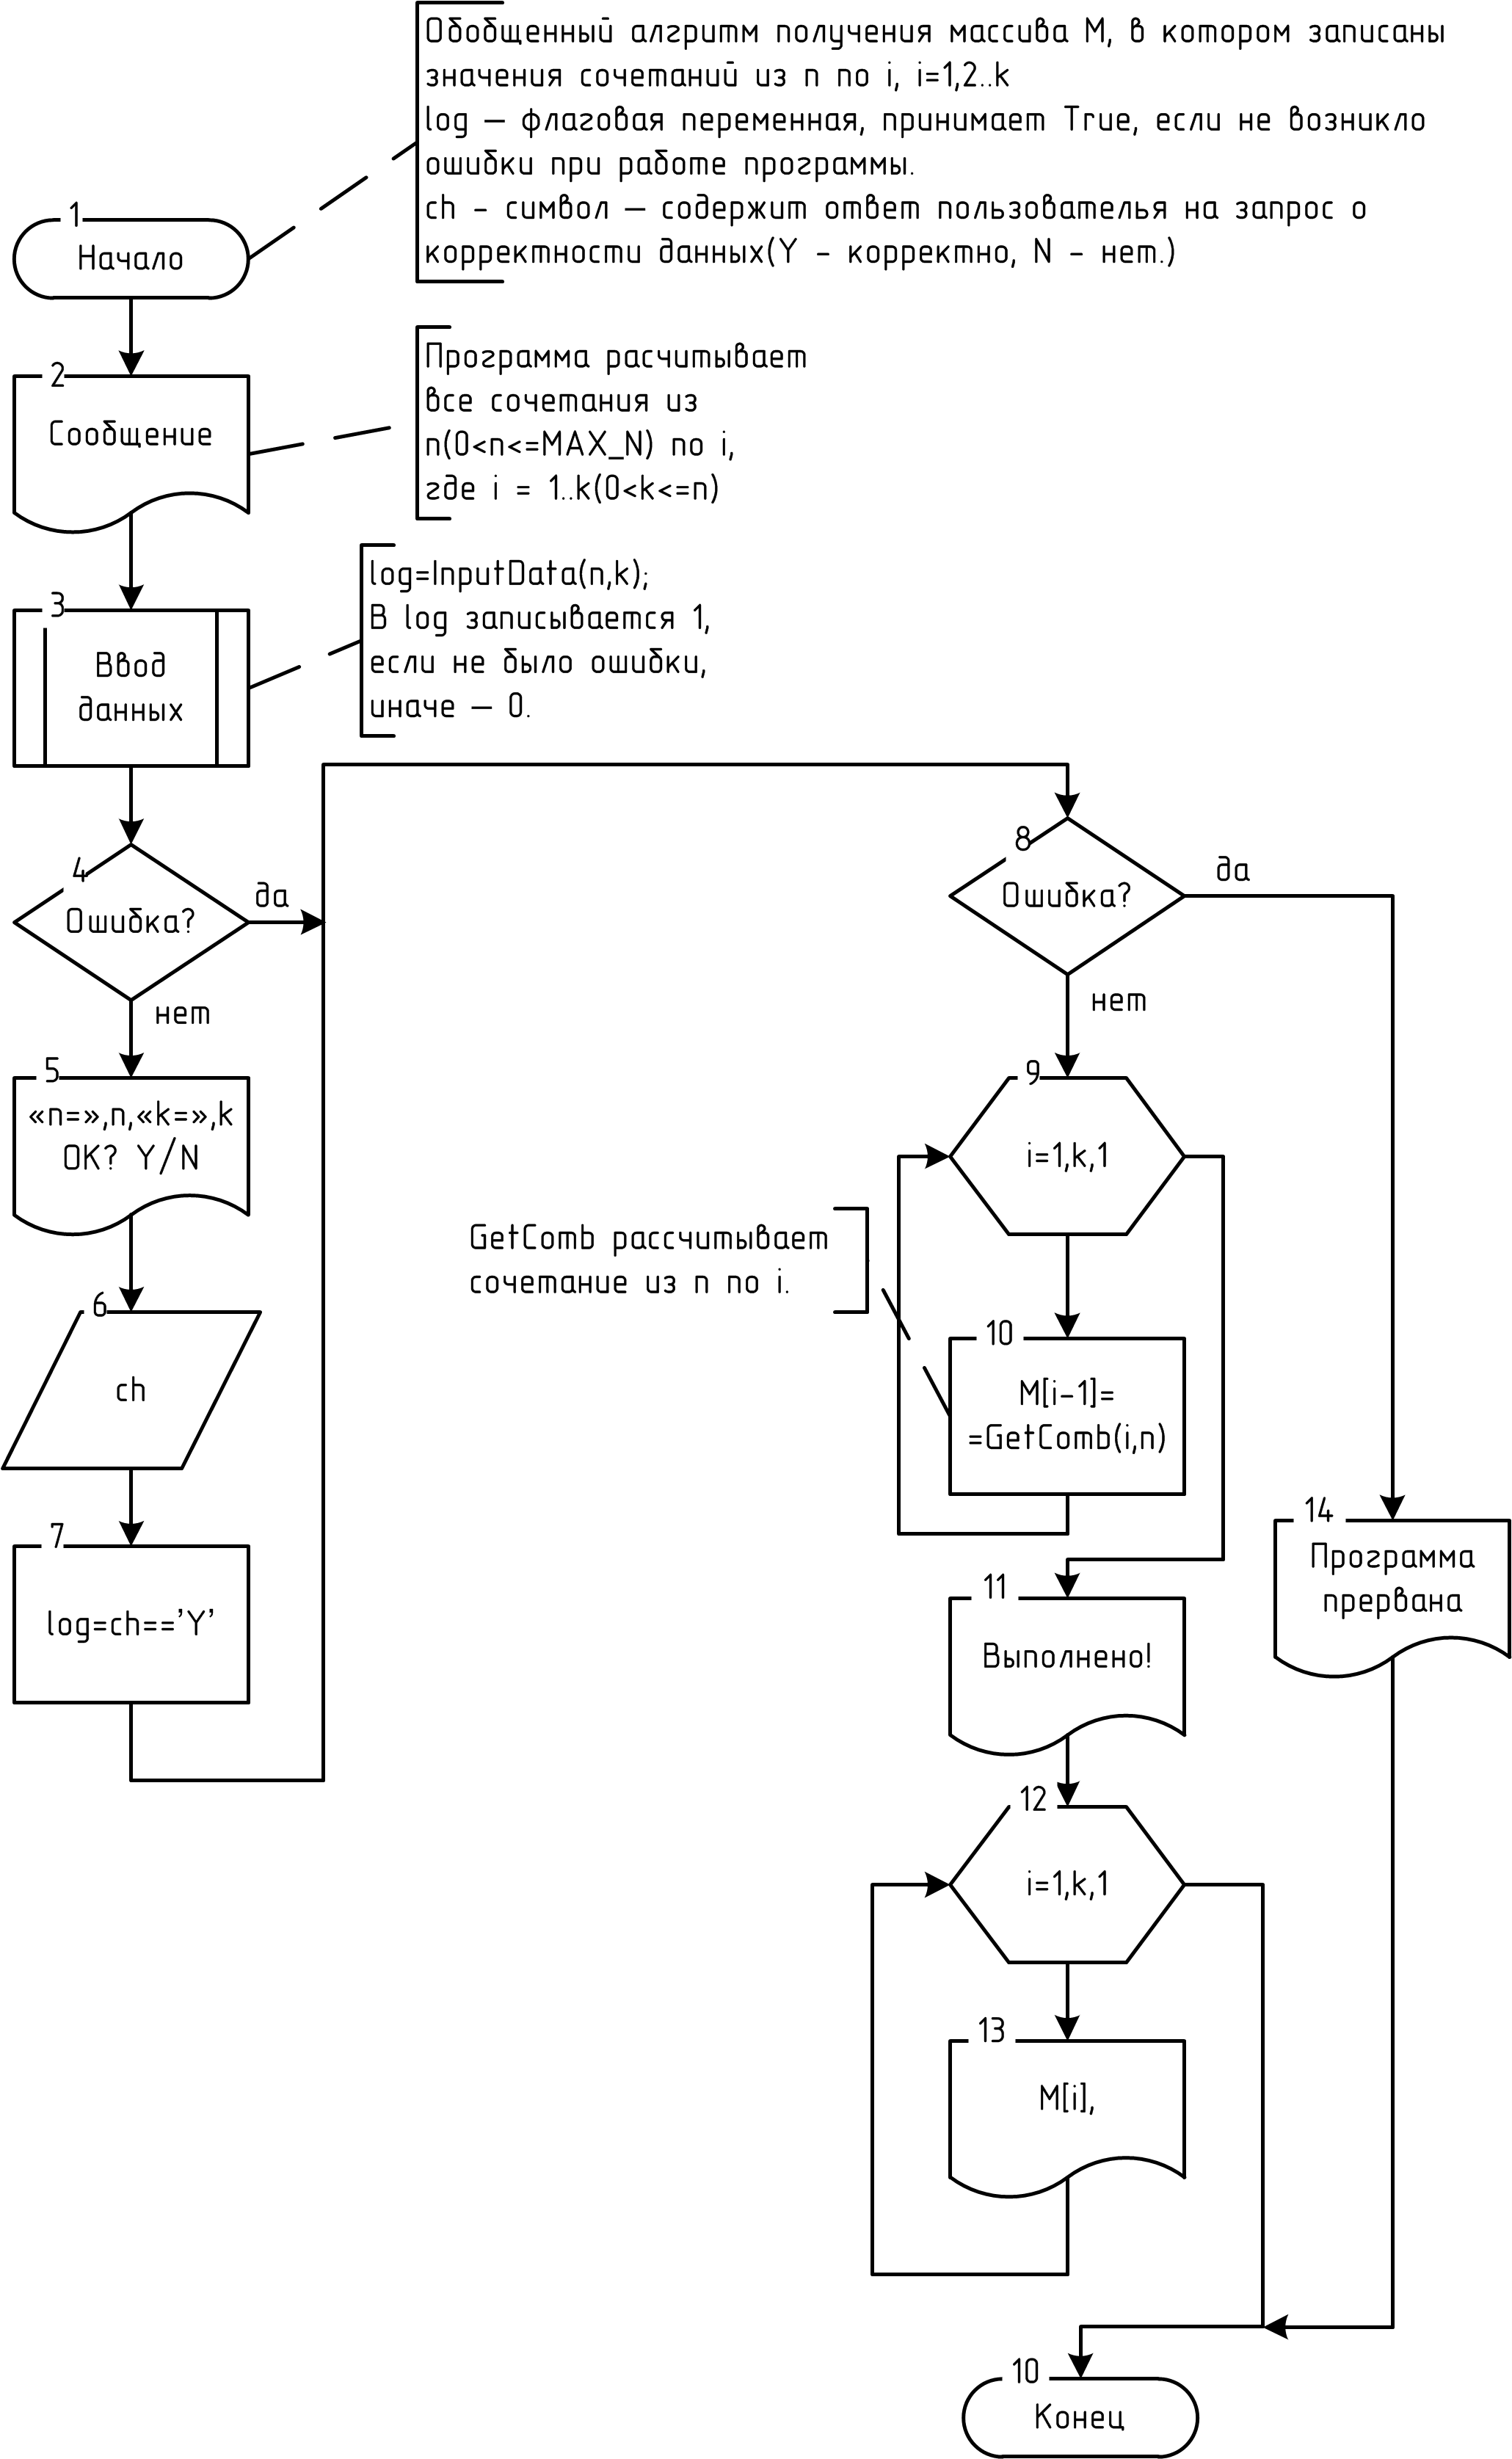 Обобщенный алгритм получения массива М, в котором записаны
значения сочетаний из n по i, i=1,2..k
log — флаговая переменная, принимает True, если не возникло
ошибки при работе программы.
ch - символ — содержит ответ пользователья на запрос о
корректности данных(Y - корректно, N - нет.)
1
Начало
2
Сообщение
Программа расчитывает
все сочетания из
n(0<n<=MAX_N) по i,
где i = 1..k(0<k<=n)
3
Ввод
данных
log=InputData(n,k);
В log записывается 1,
если не было ошибки,
иначе — 0.
4
Ошибка?
да
нет
5
«n=»,n,«k=»,k
OK? Y/N
6
ch
7
log=ch=='Y'
8
Ошибка?
да
нет
9
i=1,k,1
GetComb рассчитывает
сочетание из n по i.
10
M[i-1]=
=GetComb(i,n)
11
Выполнено!
14
Программа
прервана
12
i=1,k,1
13
M[i],
10
Конец